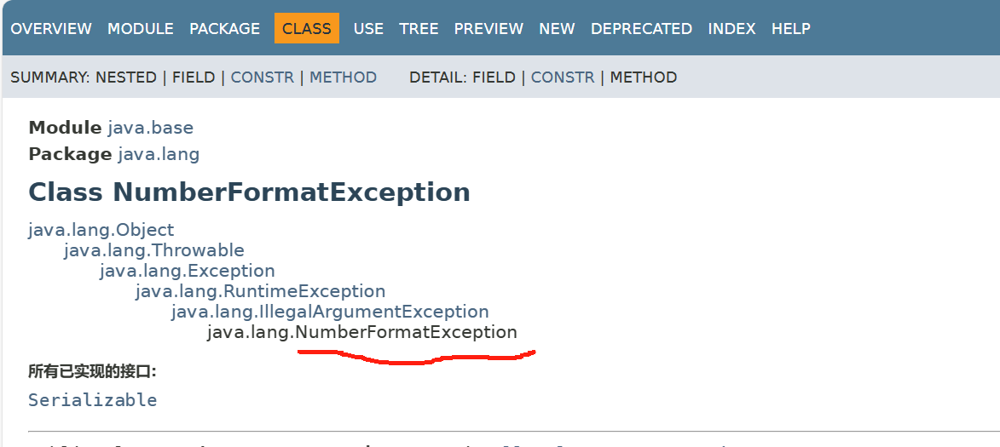 OVERVIEW MODULE PACKAGE CLASS USE TREE PREVIEW NEW DEPRECATED INDEX HELP
SUMMARY: NESTED | FIELD | CONSTR | METHOD DETAIL: FIELD | CONSTR | METHOD
Module java.base
Package java.lang
Class NumberFormatException
java.lang.Object
java.lang.Throwable
java.lang.Exception
java.lang.RuntimeException
java.lang.IllegalArgumentException
java.lang.NumberFormatException
所有已实现的接口:
Serializable